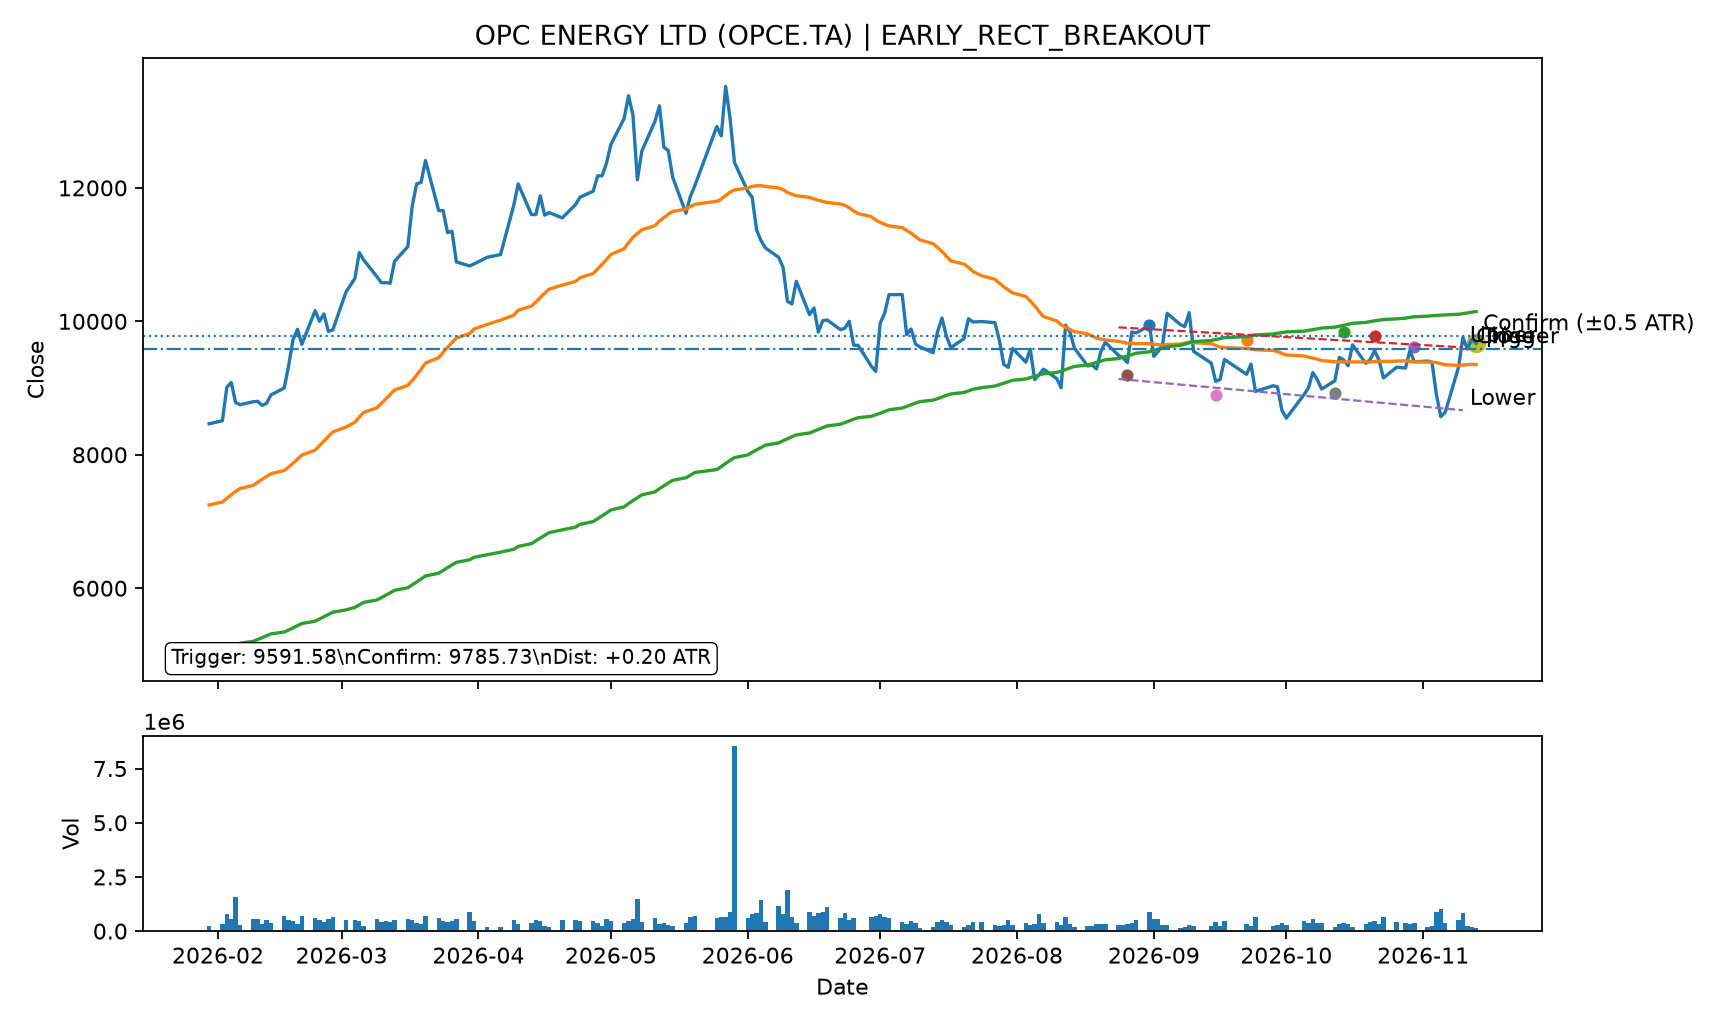 OPC ENERGY LTD (OPCE.TA) | EARLY_RECT_BREAKOUT
Close
12000
10000
8000
6000
Confirm (±0.5 ATR)
Upper
Trigger
Lower
Trigger: 9591.58\nConfirm: 9785.73\nDist: +0.20 ATR
1e6
Vol
7.5
5.0
2.5
0.0
2026-02 2026-03 2026-04 2026-05 2026-06 2026-07 2026-08 2026-09 2026-10 2026-11
Date